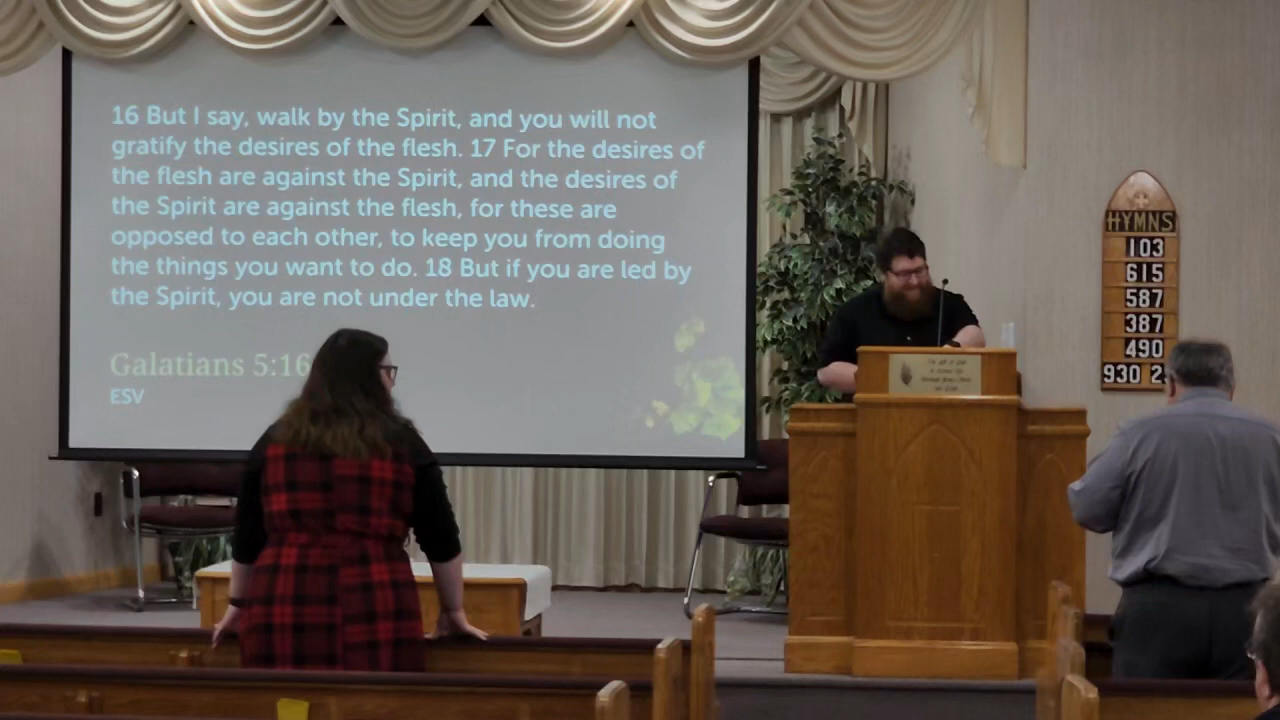 16 But I say, walk by the Spirit, and you will not
gratify the desires of the flesh. 17 For the desires of
the flesh are against the Spirit, and the desires of
the Spirit are against the flesh, for these are
opposed to each other, to keep you from doing
the things you want to do. 18 But if you are led by
the Spirit, you are not under the law.
Galatians 5:16
ESV
HYMNS
103
615
587
387
490
930 2